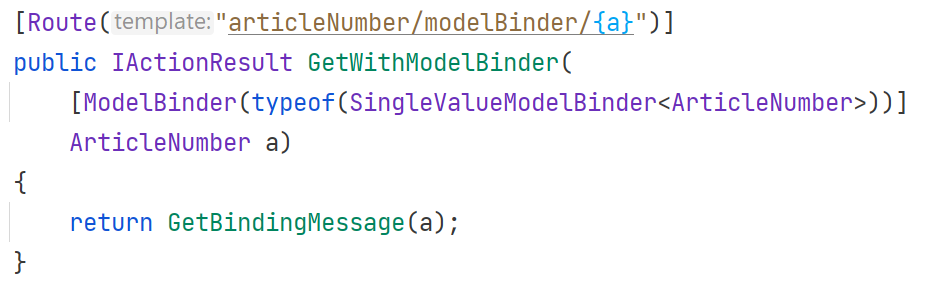 [Route(template:"articleNumber/modelBinder/{a}")]
public IActionResult GetWithModelBinder(
[ModelBinder(typeof(SingleValueModelBinder<ArticleNumber>))]
ArticleNumber a)
{
return GetBindingMessage(a);
}